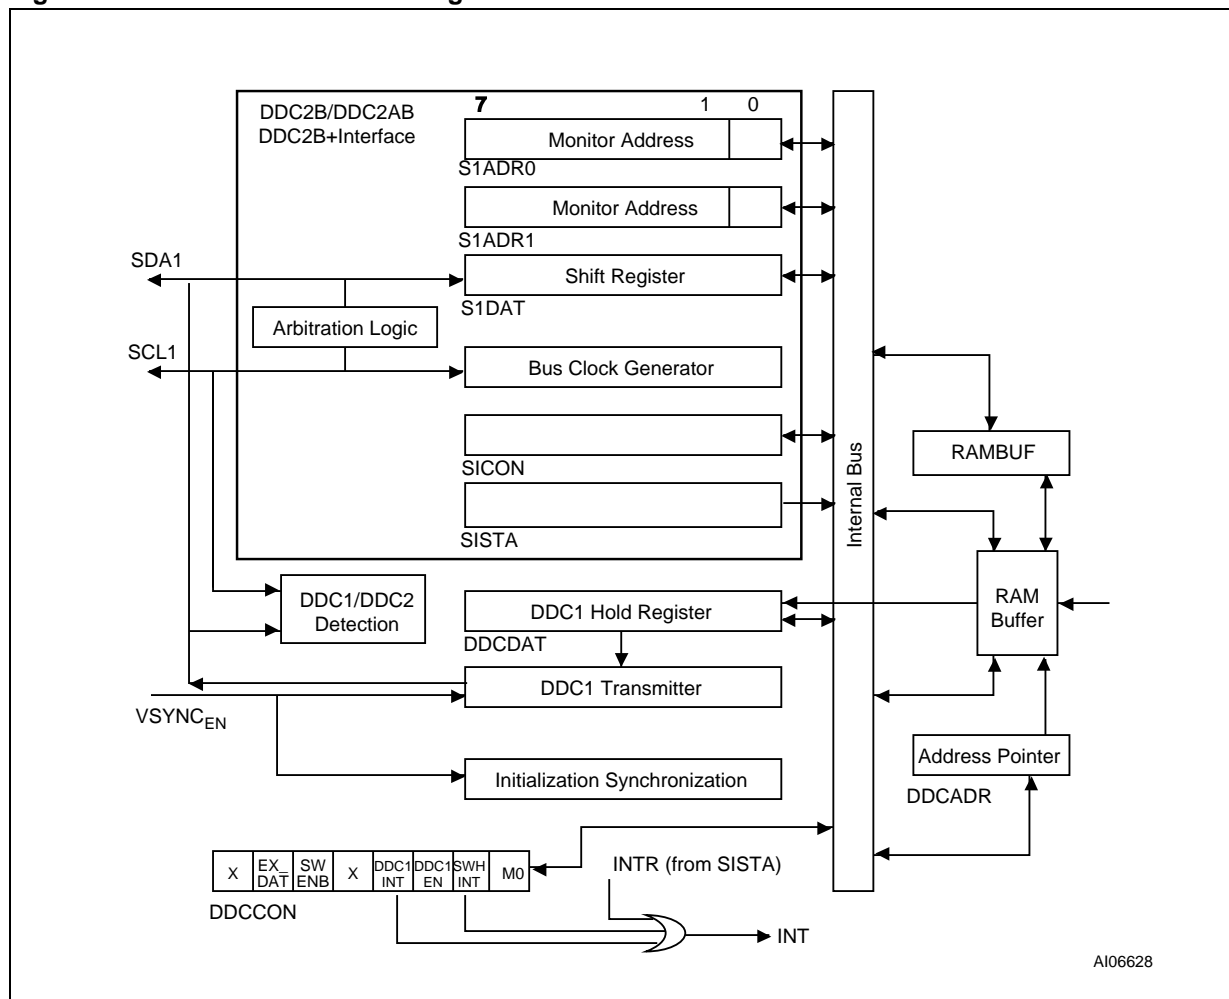 DDC2B/DDC2AB
DDC2B+Interface
7 1 0
Monitor Address
S1ADR0
Monitor Address
S1ADR1
SDA1
Shift Register
S1DAT
Arbitration Logic
SCL1
Bus Clock Generator
SICON
SISTA
Internal Bus
RAMBUF
RAM
Buffer
DDC1/DDC2
Detection
DDC1 Hold Register
DDCDAT
DDC1 Transmitter
VSYNCEN
Address Pointer
DDCADR
Initialization Synchronization
X EX_ SW X DDC1 DDC1 SWH M0
DAT ENB INT EN INT
DDCCON
INTR (from SISTA)
INT
AI06628